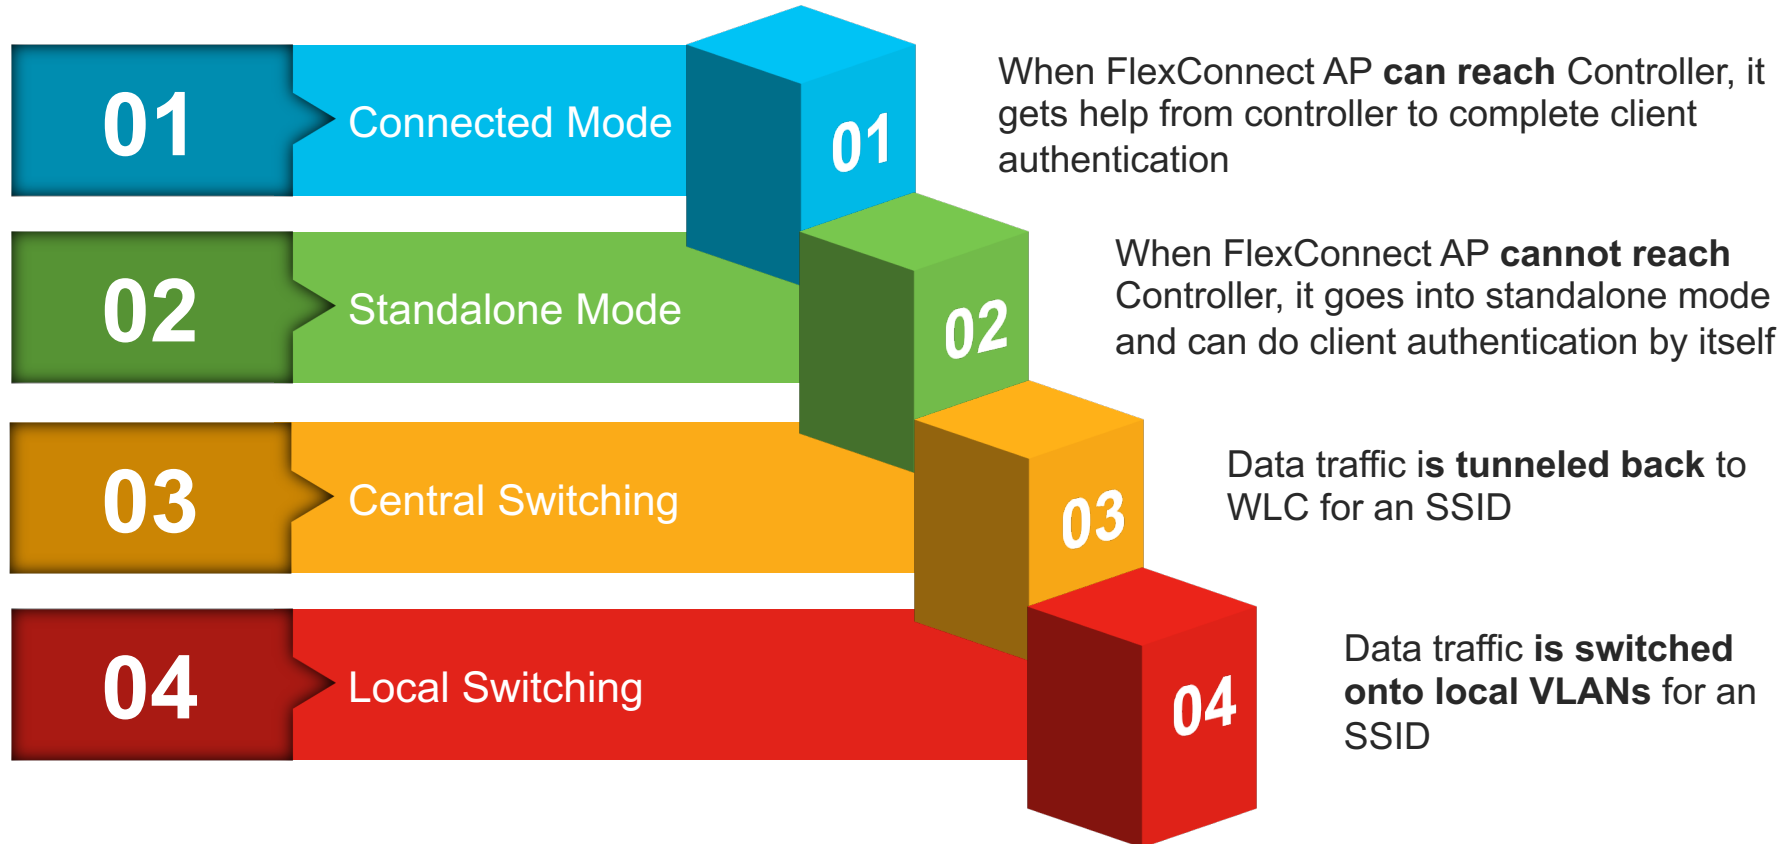 01
Connected Mode
01
When FlexConnect AP can reach Controller, it
gets help from controller to complete client
authentication
02
Standalone Mode
02
When FlexConnect AP cannot reach
Controller, it goes into standalone mode
and can do client authentication by itself
03
Central Switching
03
Data traffic is tunneled back to
WLC for an SSID
04
Local Switching
04
Data traffic is switched
onto local VLANs for an
SSID